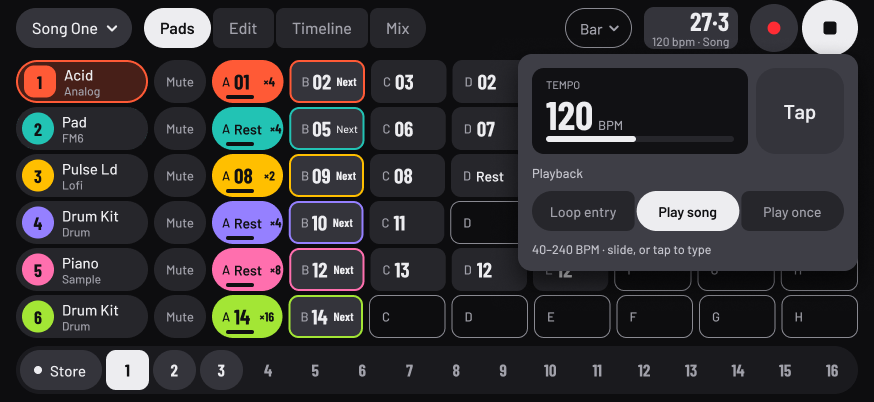 Song One
Pads
Edit
Timeline
Mix
Bar
27·3
120 bpm · Song
1
Acid
Analog
Mute
A 01 ×4
B 02 Next
C 03
D 02
2
Pad
FM6
Mute
A Rest ×4
B 05 Next
C 06
D 07
3
Pulse Ld
Lofi
Mute
A 08 ×2
B 09 Next
C 08
D Rest
4
Drum Kit
Drum
Mute
A Rest ×4
B 10 Next
C 11
D
5
Piano
Sample
Mute
A Rest ×8
B 12 Next
C 13
D 12
12
6
Drum Kit
Drum
Mute
A 14 ×16
B 14 Next
C
D
E
F
G
H
TEMPO
120 BPM
Tap
Playback
Loop entry
Play song
Play once
40–240 BPM · slide, or tap to type
Store
1
2
3
4
5
6
7
8
9
10
11
12
13
14
15
16